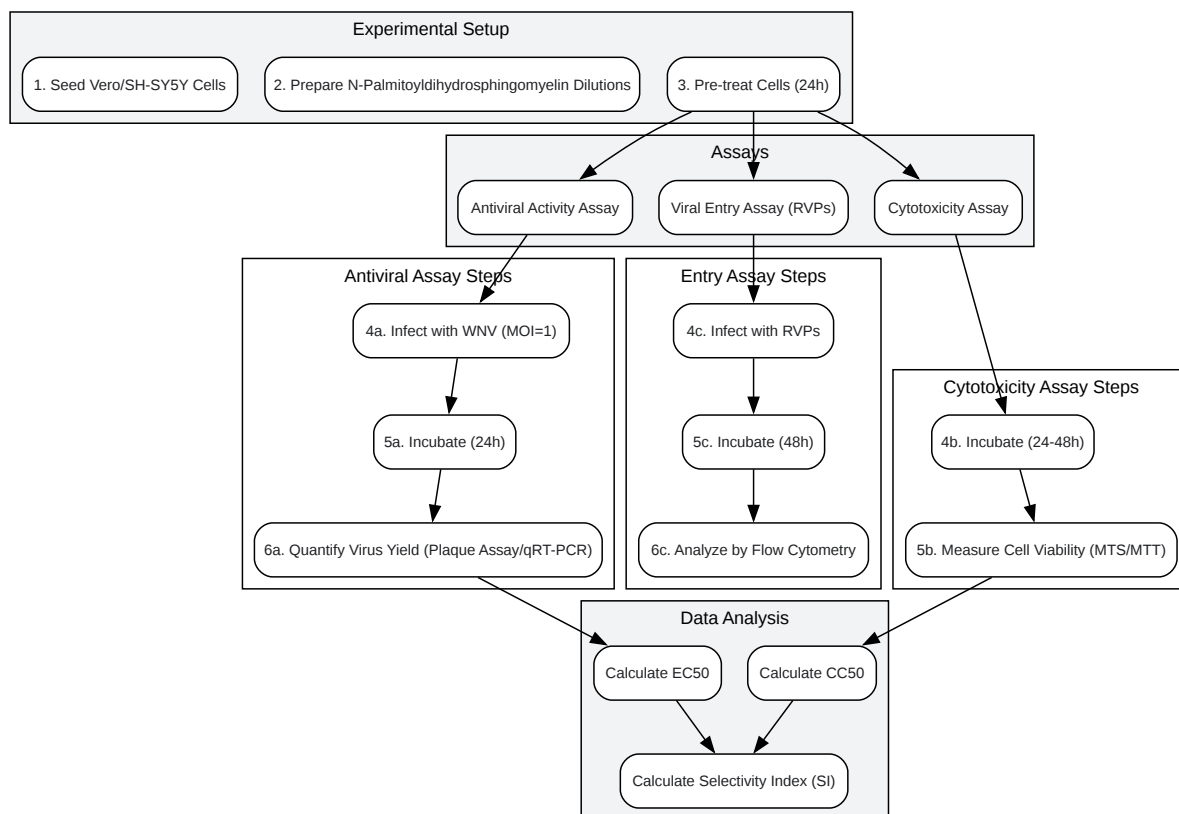 Experimental Setup
1. Seed Vero/SH-SY5Y Cells
2. Prepare N-Palmitoyldihydrosphingomyelin Dilutions
3. Pre-treat Cells (24h)
Assays
Antiviral Activity Assay
Viral Entry Assay (RVPs)
Cytotoxicity Assay
Antiviral Assay Steps
4a. Infect with WNV (MOI=1)
5a. Incubate (24h)
6a. Quantify Virus Yield (Plaque Assay/qRT-PCR)
Entry Assay Steps
4c. Infect with RVPs
5c. Incubate (48h)
6c. Analyze by Flow Cytometry
Cytotoxicity Assay Steps
4b. Incubate (24-48h)
5b. Measure Cell Viability (MTS/MTT)
Data Analysis
Calculate EC50
Calculate CC50
Calculate Selectivity Index (SI)